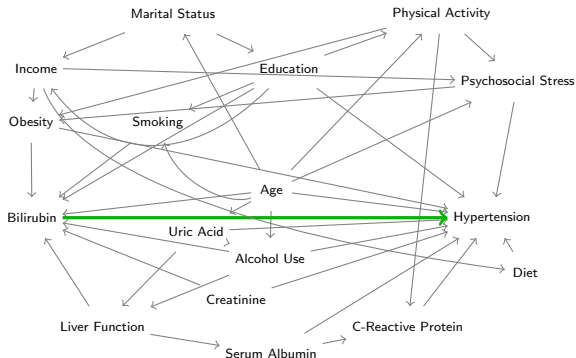 Marital Status
Physical Activity
Income
Education
Psychosocial Stress
Obesity
Smoking
Age
Bilirubin
Hypertension
Uric Acid
Alcohol Use
Diet
Creatinine
Liver Function
C-Reactive Protein
Serum Albumin